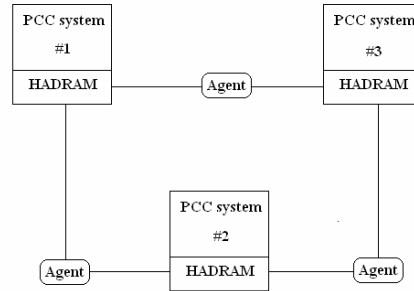 PCC system
#1
HADRAM
Agent
PCC system
#3
HADRAM
PCC system
#2
HADRAM
Agent
Agent